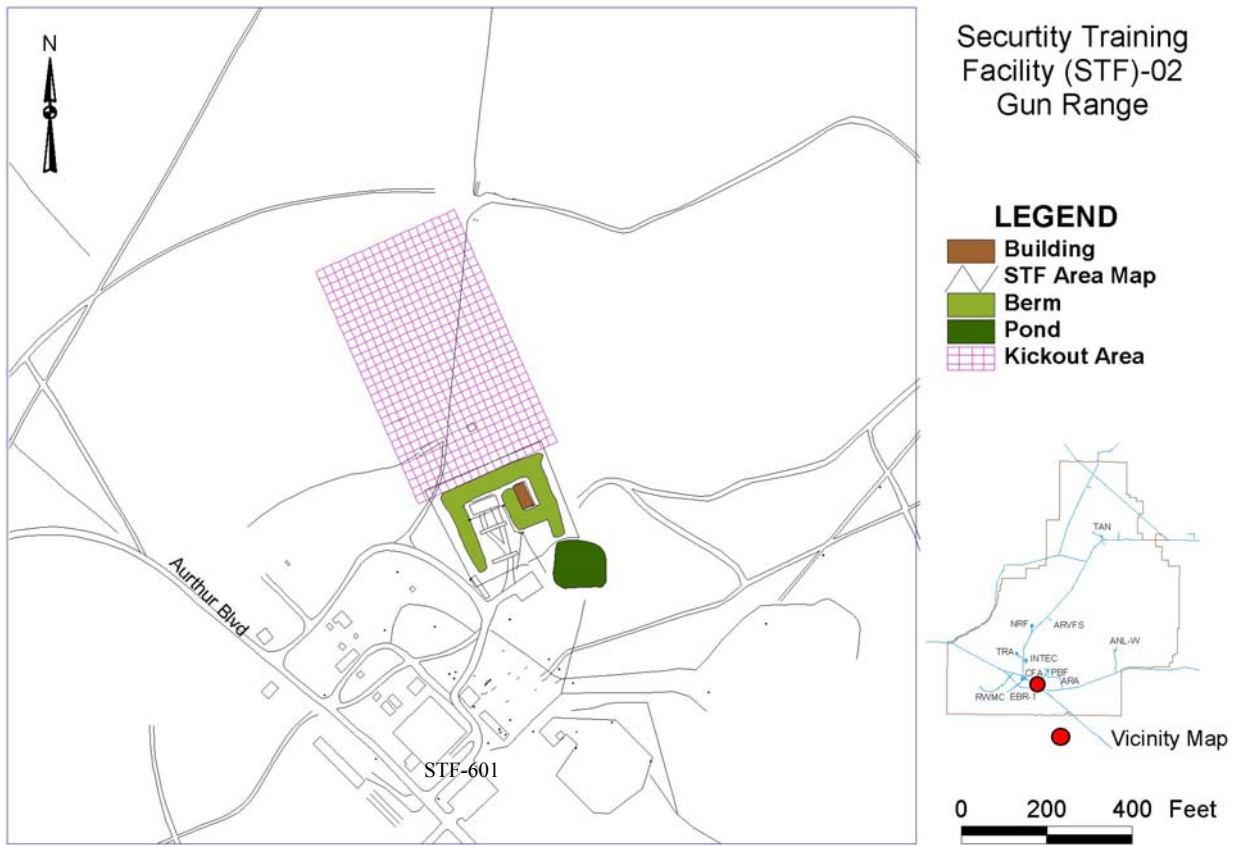 N
Aurthur Blvd
STF-601
Securtity Training
Facility (STF)-02
Gun Range
LEGEND
Building
STF Area Map
Berm
Pond
Kickout Area
TAN
NRF
ARVFS
ANL-W
TRA
INTEC
CFA
PBF
ARA
RWMC
EBR-1
Vicinity Map
0 200 400 Feet